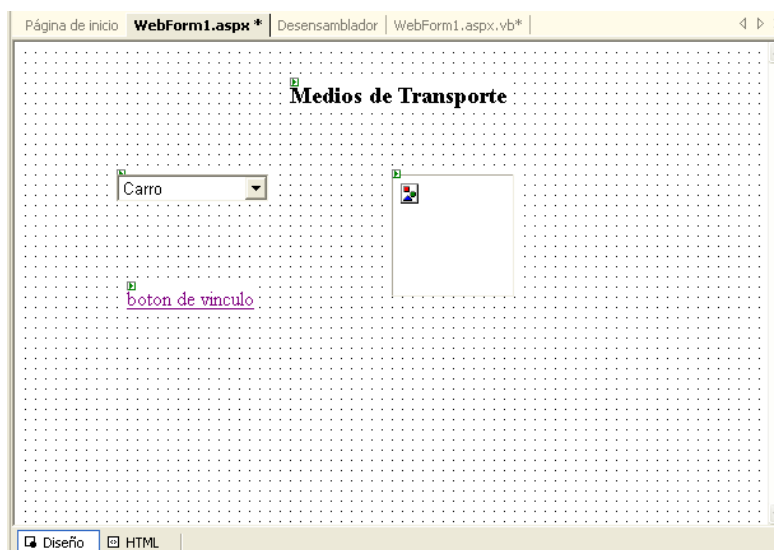 Página de inicio WebForm1.aspx * Desensamblador WebForm1.aspx.vb*
Medios de Transporte
Carro
boton de vinculo
Diseño HTML